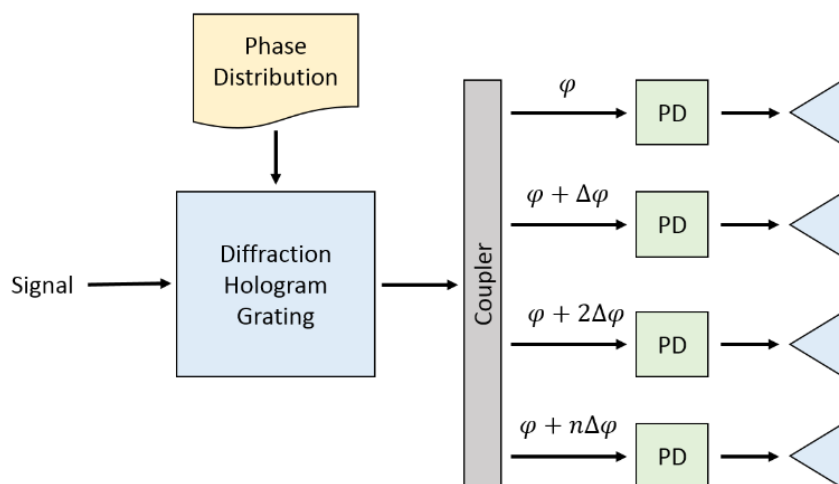 Phase
Distribution
Signal
Diffraction
Hologram
Grating
Coupler
φ
PD
φ + Δφ
PD
φ + 2Δφ
PD
φ + nΔφ
PD